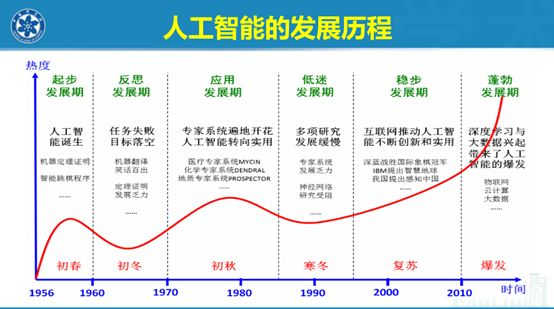 人工智能的发展历程
热度
起步
发展期
反思
发展期
应用
发展期
低迷
发展期
稳步
发展期
蓬勃
发展期
人工智
能诞生
任务失败
目标落空
专家系统遍地开花
人工智能转向实用
多项研究
发展缓慢
互联网推动人工智
能不断创新和实用
深度学习与
大数据兴起
带来了人工
智能的爆发
机器定理证明
智能跳棋程序
……
机器翻译
笑话百出
定理证明
发展乏力
……
医疗专家系统MYCIN
化学专家系统DENDRAL
地质专家系统PROSPECTOR
……
专家系统
发展乏力
神经网络
研究受阻
……
深蓝战胜国际象棋冠军
IBM提出智慧地球
我国提出感知中国
……
物联网
云计算
大数据
……
初春
初冬
初秋
寒冬
复苏
爆发
1956
1960
1970
1980
1990
2000
2010
时间